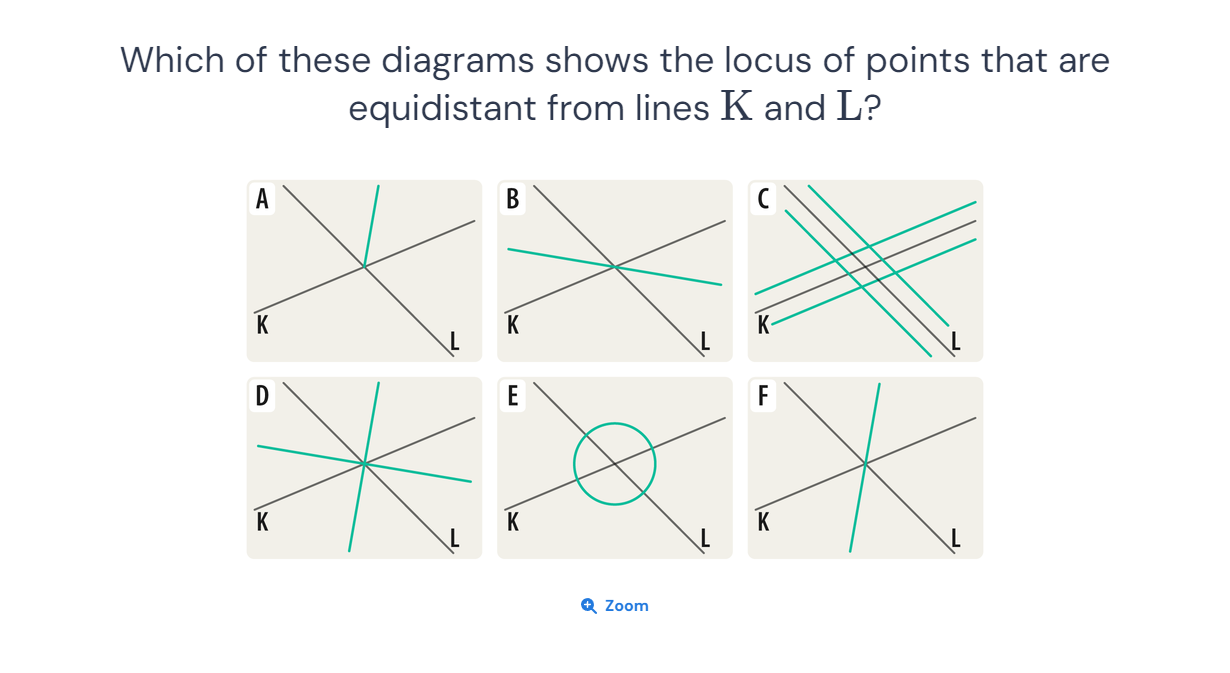 Which of these diagrams shows the locus of points that are
equidistant from lines K and L?
A
K
L
B
K
L
C
K
L
D
K
L
E
K
L
F
K
L
Zoom